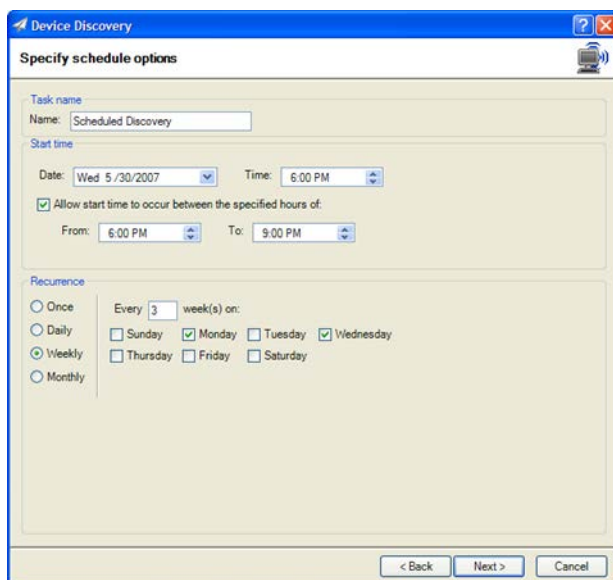 Device Discovery
Specify schedule options
Task name
Name: Scheduled Discovery
Start time
Date: Wed 5 /30/2007 Time: 6:00 PM
Allow start time to occur between the specified hours of:
From: 6:00 PM To: 9:00 PM
Recurrence
Once
Every 3 week(s) on:
Daily
Sunday Monday Tuesday Wednesday
Weekly
Thursday Friday Saturday
Monthly
< Back Next > Cancel